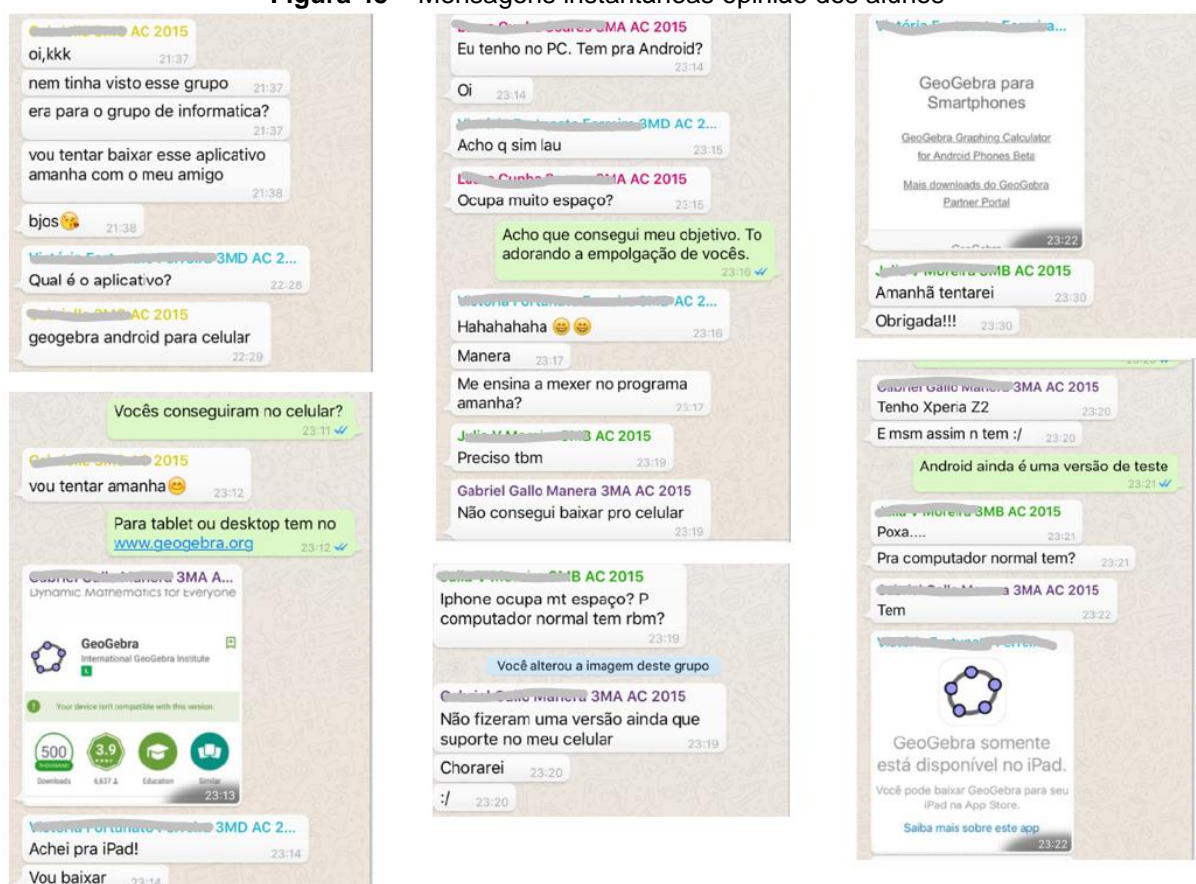 Figura – Mensagens instantâneas opinião dos alunos
AC 2015
oi,kkk 21:37
nem tinha visto esse grupo 21:37
era para o grupo de informatica?
21:37
vou tentar baixar esse aplicativo
amanha com o meu amigo
21:38
bjos😘 21:38
3MD AC 2...
Qual é o aplicativo? 22:28
AC 2015
geogebra android para celular
22:29
Vocês conseguiram no celular?
23:11
2015
vou tentar amanha😊 23:12
Para tablet ou desktop tem no
www.geogebra.org 23:12
3MA A...
Dynamic Mathematics for Everyone
GeoGebra
International GeoGebra Institute
L
Your device isn't compatible with this version.
500 3.9
THOUSAND
Downloads 6,637 Education Similar
23:13
3MD AC 2...
Achei pra iPad! 23:14
Vou baixar 23:14
3MA AC 2015
Eu tenho no PC. Tem pra Android?
23:14
Oi 23:14
3MD AC 2...
Acho q sim lau 23:15
AC 2015
Ocupa muito espaço? 23:15
Acho que consegui meu objetivo. To
adorando a empolgação de vocês.
23:16
AC 2...
Hahahahaha 😄 😄 23:16
Manera 23:17
Me ensina a mexer no programa
amanha? 23:17
AC 2015
Preciso tbm 23:19
Gabriel Gallo Manera 3MA AC 2015
Não consegui baixar pro celular
23:19
AC 2015
Iphone ocupa mt espaço? P
computador normal tem rbm?
23:19
Você alterou a imagem deste grupo
3MA AC 2015
Não fizeram uma versão ainda que
suporte no meu celular 23:19
Chorarei 23:20
:/ 23:20
GeoGebra para
Smartphones
GeoGebra Graphing Calculator
for Android Phones Beta
Mais downloads do GeoGebra
Partner Portal
23:22
AC 2015
Amanhã tentarei 23:30
Obrigada!!! 23:30
3MA AC 2015
Tenho Xperia Z2 23:20
E msm assim n tem :/ 23:20
Android ainda é uma versão de teste
23:21
3MB AC 2015
Poxa.... 23:21
Pra computador normal tem? 23:21
3MA AC 2015
Tem 23:22
GeoGebra somente
está disponível no iPad.
Você pode baixar GeoGebra para seu
iPad na App Store.
Saiba mais sobre este app
23:22